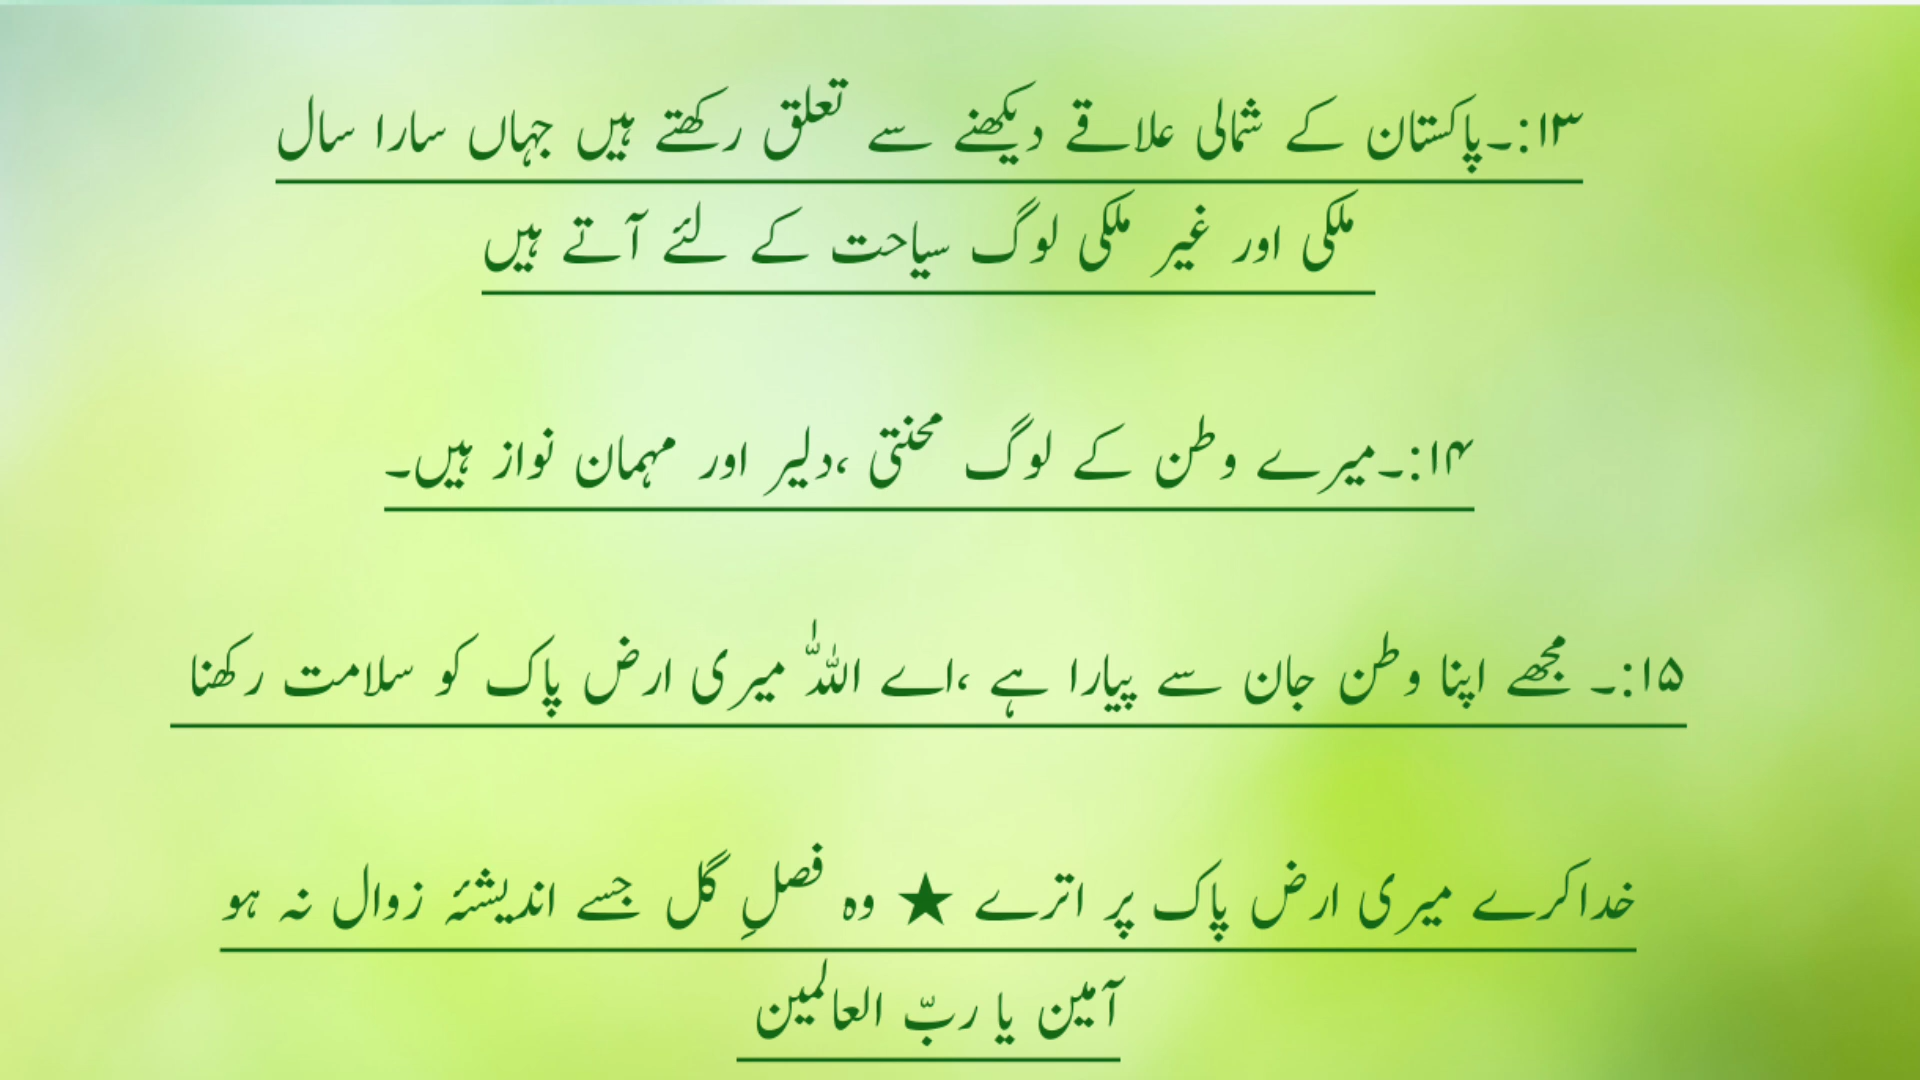 ۱۳:۔پاکستان کے شمالی علاقے دیکھنے سے تعلق رکھتے ہیں جہاں سارا سال
ملکی اور غیر ملکی لوگ سیاحت کے لئے آتے ہیں
۱۴:۔میرے وطن کے لوگ محنتی ،دلیر اور مہمان نواز ہیں۔
۱۵:۔ مجھے اپنا وطن جان سے پیارا ہے ،اے اللہ میری ارض پاک کو سلامت رکھنا
خداکرے میری ارض پاک پر اترے ★ وہ فصلِ گل جسے اندیشۂ زوال نہ ہو
آمین یا ربّ العالمین